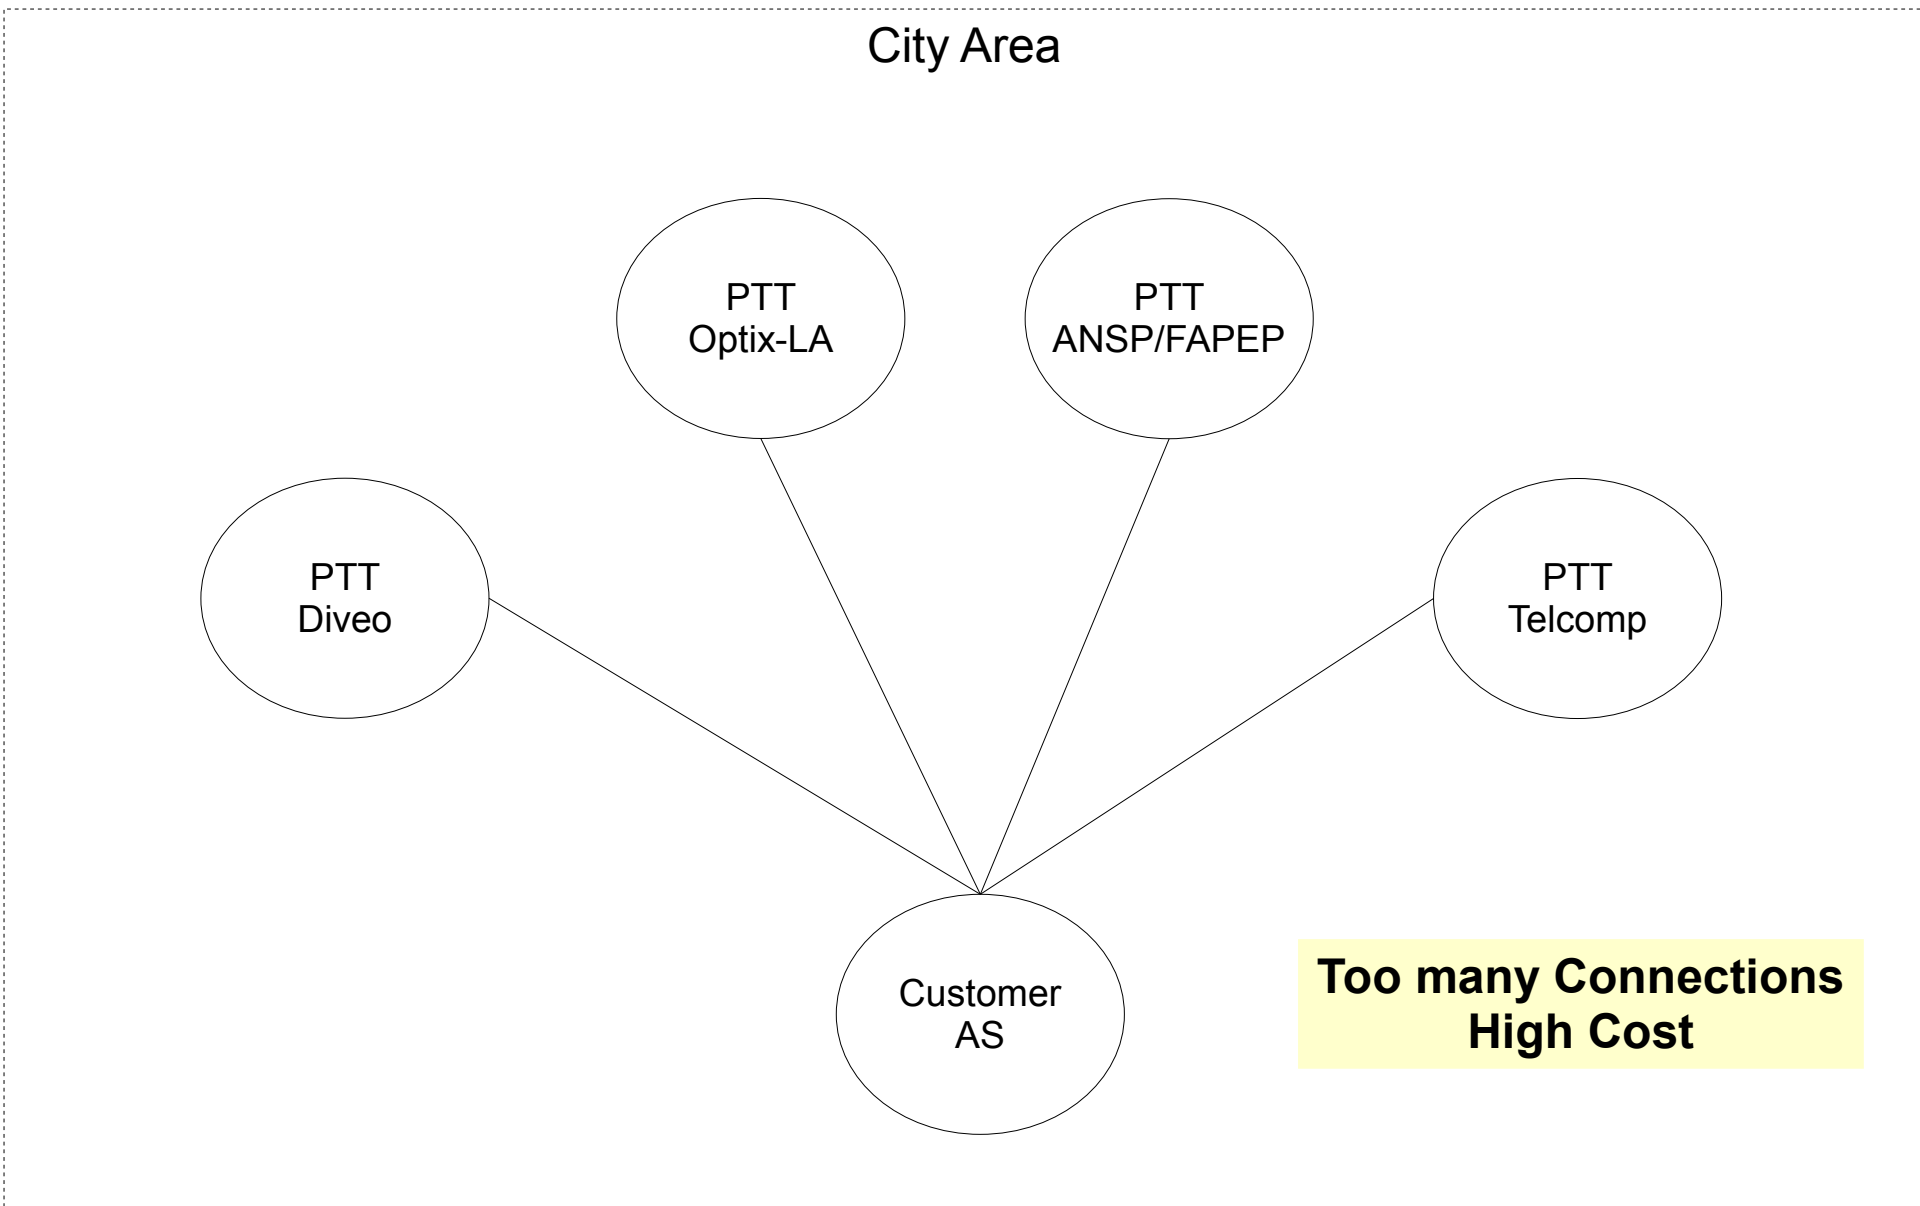 City Area
PTT
Optix-LA
PTT
ANSP/FAPEP
PTT
Diveo
PTT
Telcomp
Customer
AS
Too many Connections
High Cost